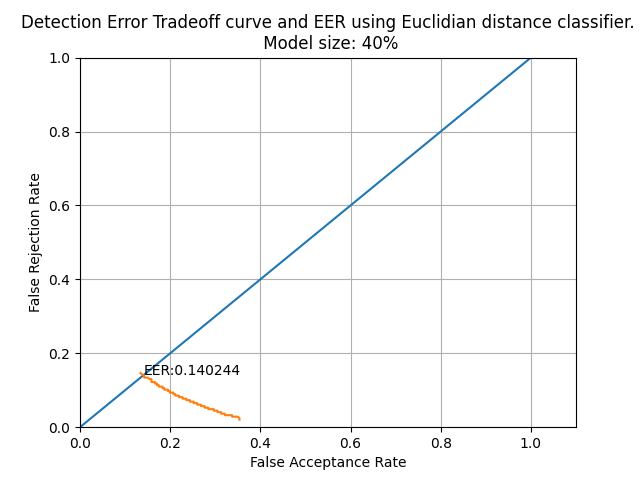 Detection Error Tradeoff curve and EER using Euclidian distance classifier.
Model size: 40%
1.0
0.8
0.6
0.4
0.2
0.0
False Rejection Rate
EER:0.140244
0.0 0.2 0.4 0.6 0.8 1.0
False Acceptance Rate